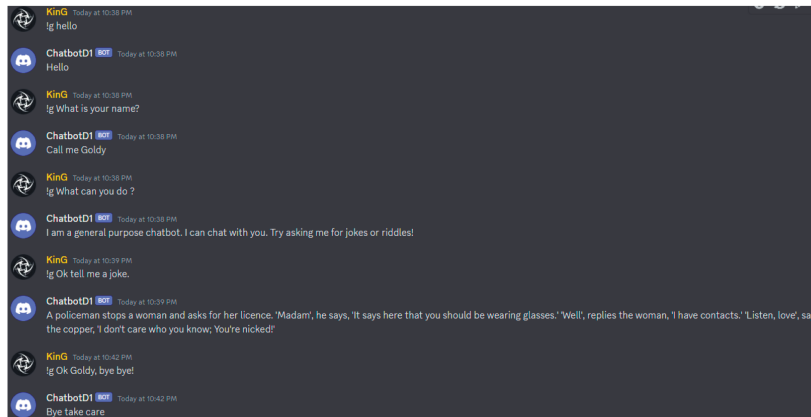 KinG Today at 10:38 PM
!g hello
ChatbotD1 BOT Today at 10:38 PM
Hello
KinG Today at 10:38 PM
!g What is your name?
ChatbotD1 BOT Today at 10:38 PM
Call me Goldy
KinG Today at 10:38 PM
!g What can you do ?
ChatbotD1 BOT Today at 10:38 PM
I am a general purpose chatbot. I can chat with you. Try asking me for jokes or riddles!
KinG Today at 10:39 PM
!g Ok tell me a joke.
ChatbotD1 BOT Today at 10:39 PM
A policeman stops a woman and asks for her licence. 'Madam', he says, 'It says here that you should be wearing glasses.' 'Well', replies the woman, 'I have contacts.' 'Listen, love', sa
the copper, 'I don't care who you know; You're nicked!'
KinG Today at 10:42 PM
!g Ok Goldy, bye bye!
ChatbotD1 BOT Today at 10:42 PM
Bye take care